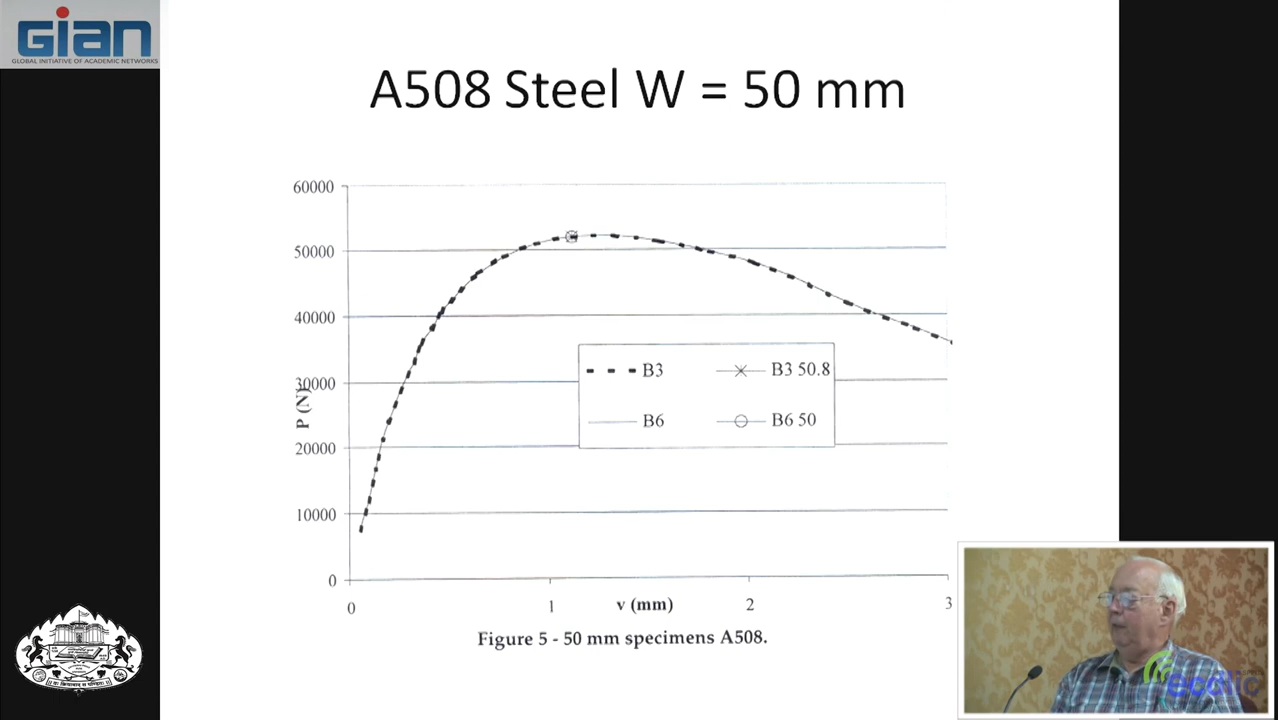 Gian
GLOBAL INITIATIVE OF ACADEMIC NETWORKS
A508 Steel W = 50 mm
60000
50000
40000
30000
20000
10000
0
P (N)
B3
B3 50.8
B6
B6 50
0
1
v (mm)
2
3
Figure 5 - 50 mm specimens A508.